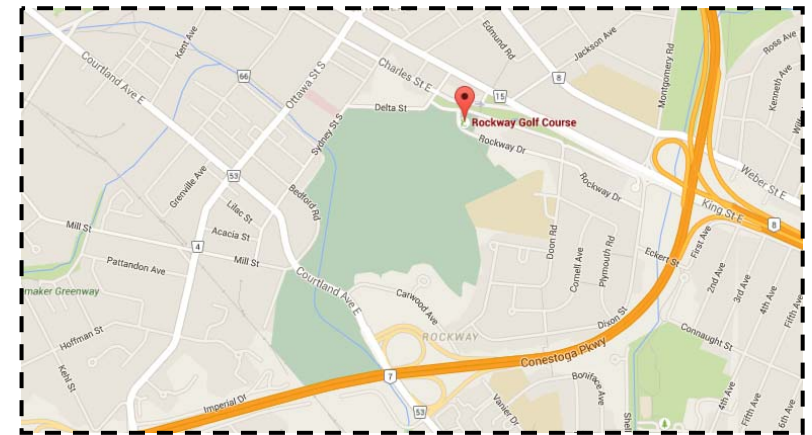 Kent Ave
Courtland Ave E
66
Ottawa St S
Edmund Rd
Jackson Ave
Charles St E
8
15
Montgomery Rd
Ross Ave
Kenneth Ave
Delta St
Rockway Golf Course
Rockway Dr
Sydney St S
Weber St E
Grenville Ave
53
Bedford Rd
Rockway Dr
King St E
8
Lilac St
Mill St
Acacia St
4
Mill St
Doon Rd
Cornell Ave
Plymouth Rd
Eckert St
First Ave
2nd Ave
3rd Ave
4th Ave
Fifth Ave
Pattandon Ave
maker Greenway
Courtland Ave E
Carwood Ave
Hoffman St
ROCKWAY
Dixon St
Connaught St
Conestoga Pkwy
Kehl St
7
Boniface Ave
Imperial Dr
53
Vanier Dr
Shel
4th Ave
Fifth Ave
6th Ave